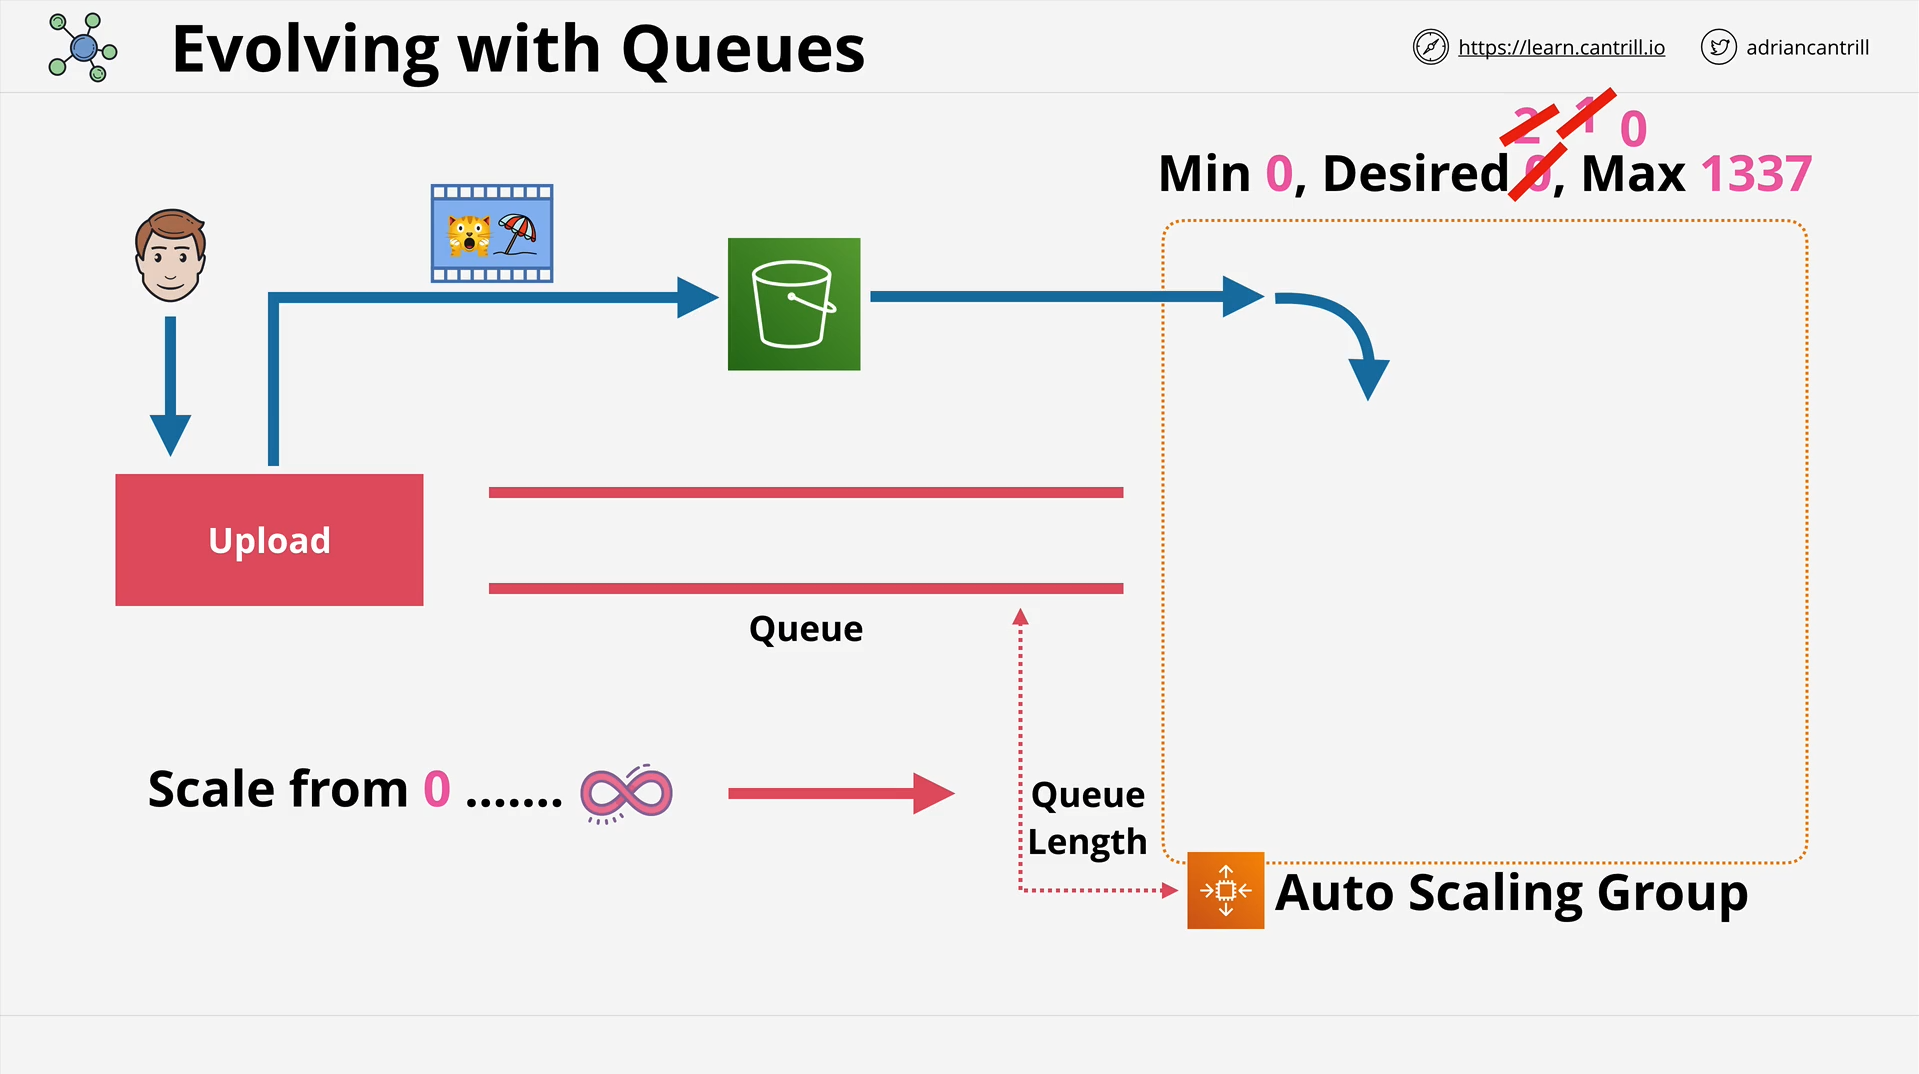 Evolving with Queues
https://learn.cantrill.io
adriancantrill
2 1 0
Min 0, Desired 0, Max 1337
Upload
Queue
Scale from 0 .......
Queue
Length
Auto Scaling Group